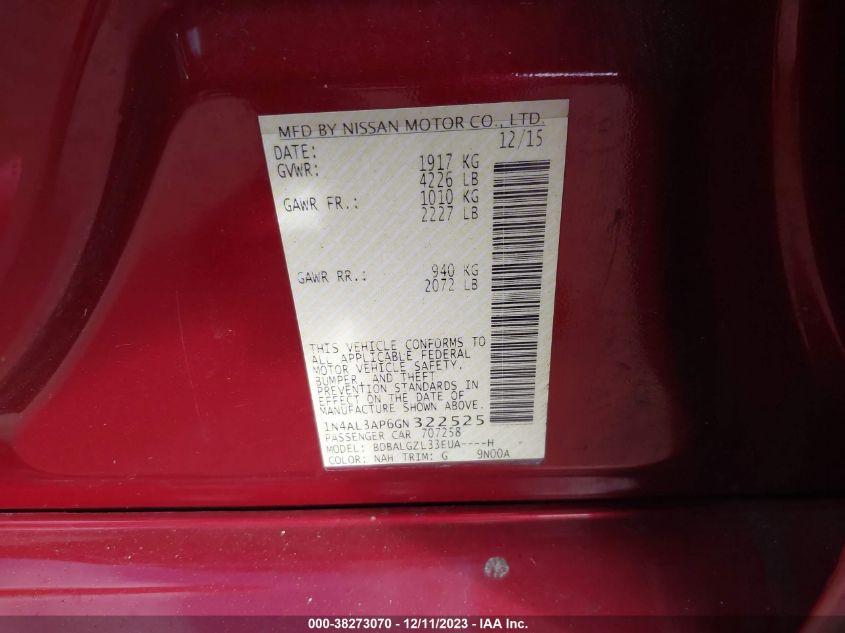 MFD BY NISSAN MOTOR CO., LTD.
DATE: 12/15
GVWR: 1917 KG
4226 LB
GAWR FR.: 1010 KG
2227 LB
GAWR RR.: 940 KG
2072 LB
THIS VEHICLE CONFORMS TO
ALL APPLICABLE FEDERAL
MOTOR VEHICLE SAFETY,
BUMPER, AND THEFT
PREVENTION STANDARDS IN
EFFECT ON THE DATE OF
MANUFACTURE SHOWN ABOVE.
1N4AL3AP6GN322525
PASSENGER CAR 707258
MODEL: BDBALGZL33EUA----H
COLOR: NAH TRIM: G 9N00A
000-38273070 - 12/11/2023 - IAA Inc.